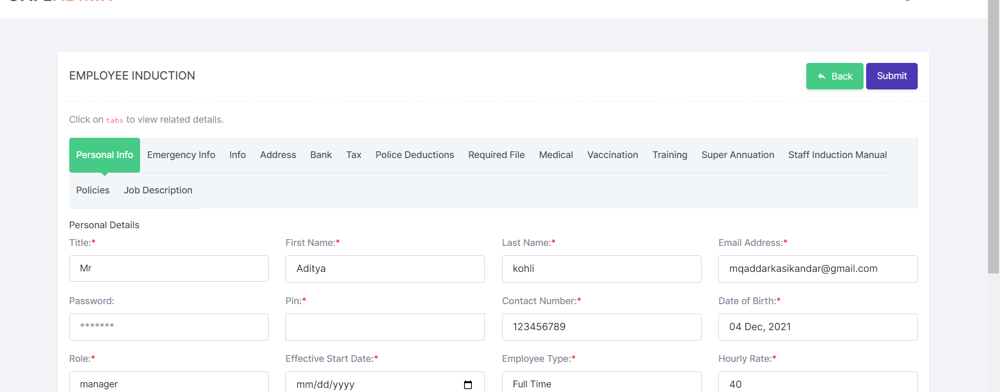 EMPLOYEE INDUCTION
Back Submit
Click on tabs to view related details.
Personal Info Emergency Info Info Address Bank Tax Police Deductions Required File Medical Vaccination Training Super Annuation Staff Induction Manual
Policies Job Description
Personal Details
Title:* First Name:* Last Name:* Email Address:*
Mr Aditya kohli mqaddarkasikandar@gmail.com
Password: Pin:* Contact Number:* Date of Birth:*
******* 123456789 04 Dec, 2021
Role:* Effective Start Date:* Employee Type:* Hourly Rate:*
manager mm/dd/yyyy Full Time 40